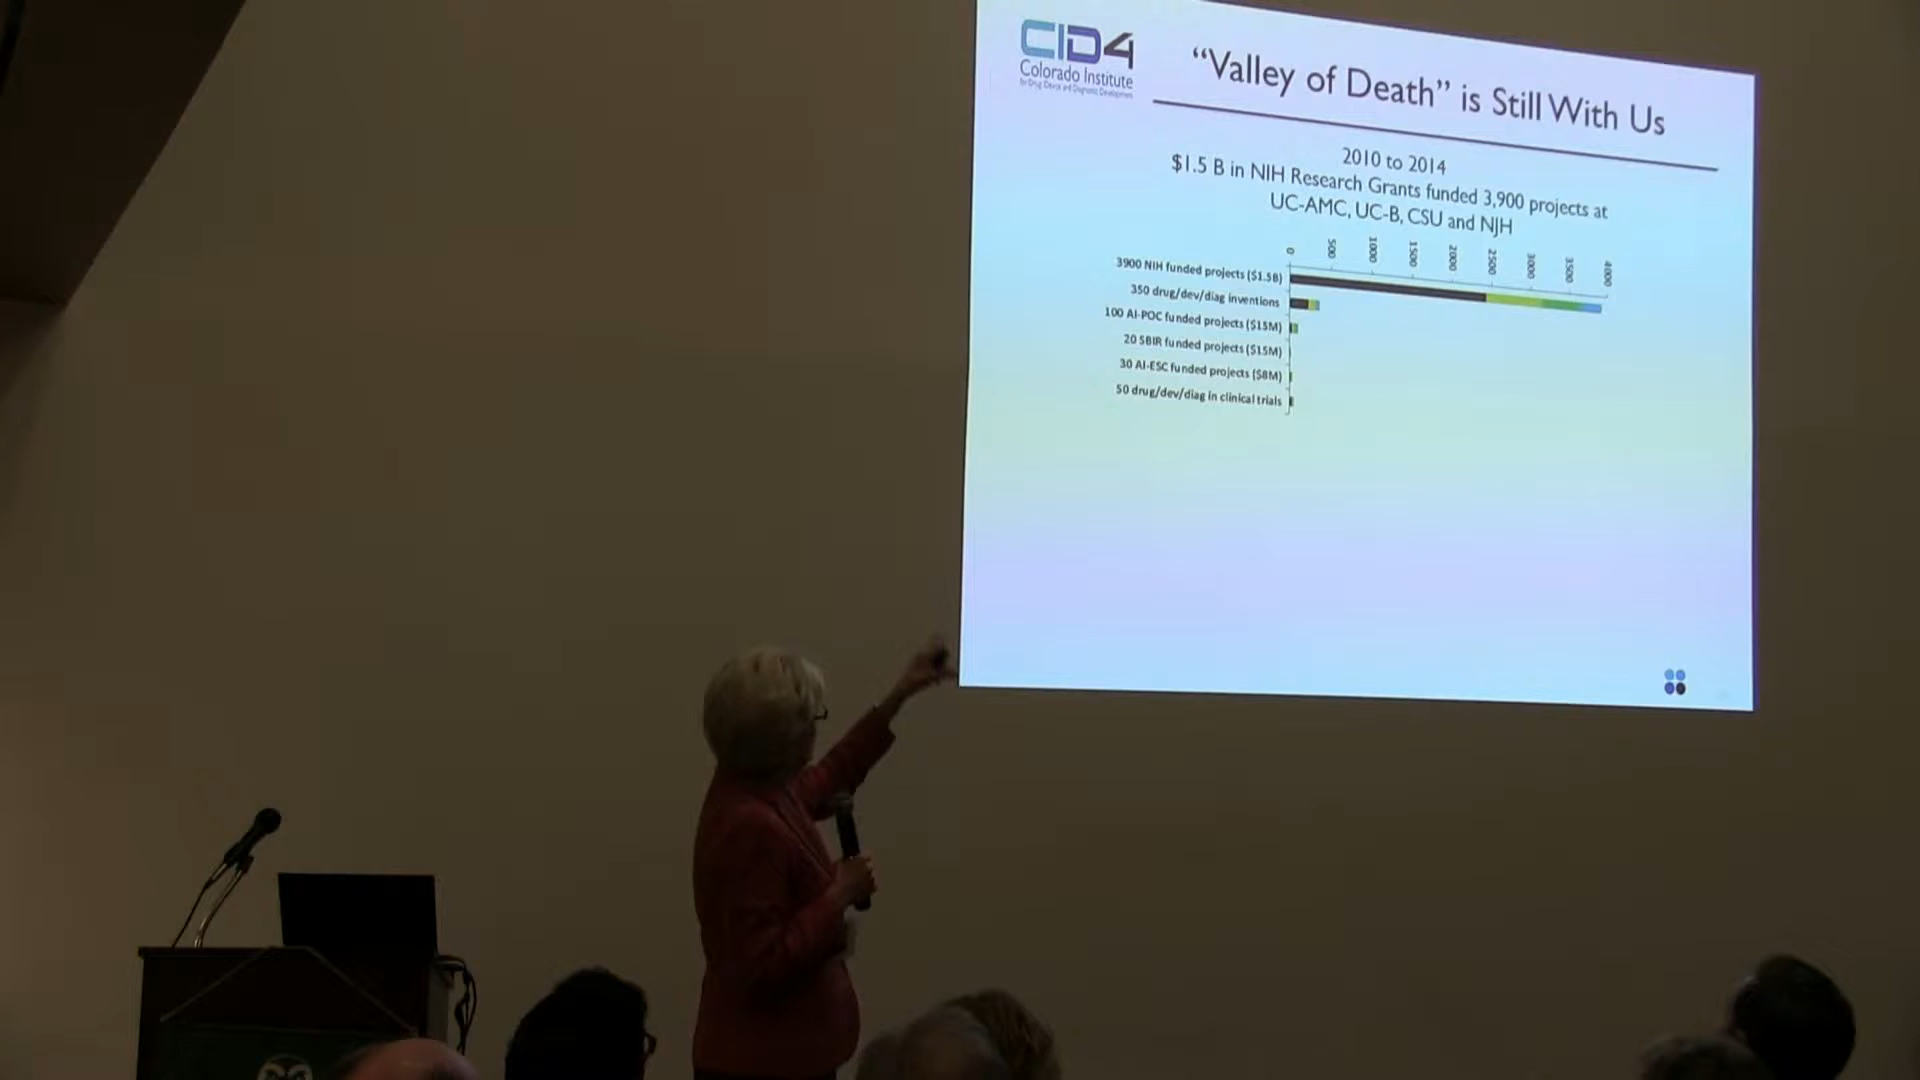 CID4
Colorado Institute
for Drug, Device and Diagnostic Development
“Valley of Death” is Still With Us
2010 to 2014
$1.5 B in NIH Research Grants funded 3,900 projects at
UC-AMC, UC-B, CSU and NJH
0 500 1000 1500 2000 2500 3000 3500 4000
3900 NIH funded projects ($1.5B)
350 drug/dev/diag inventions
100 AI-POC funded projects ($15M)
20 SBIR funded projects ($15M)
30 AI-ESC funded projects ($8M)
50 drug/dev/diag in clinical trials